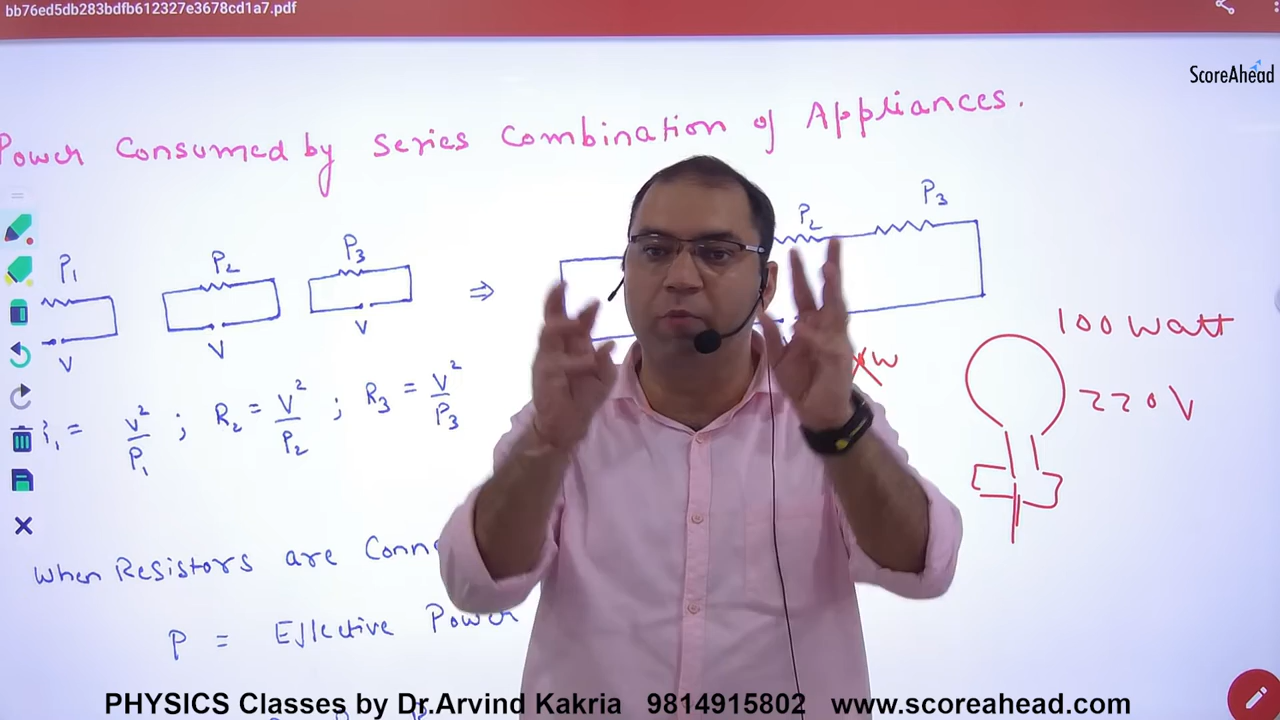 bb76ed5db283bdfb612327e3678cd1a7.pdf
ScoreAhead
Power Consumed by Series Combination of Appliances.
P₁ P₂ P₃ ⇒ P₂ P₃
V V V
100 Watt
W
220V
= V²/P₁ ; R₂ = V²/P₂ ; R₃ = V²/P₃
When Resistors are
P = Effective Power
PHYSICS Classes by Dr.Arvind Kakria 9814915802 www.scoreahead.com